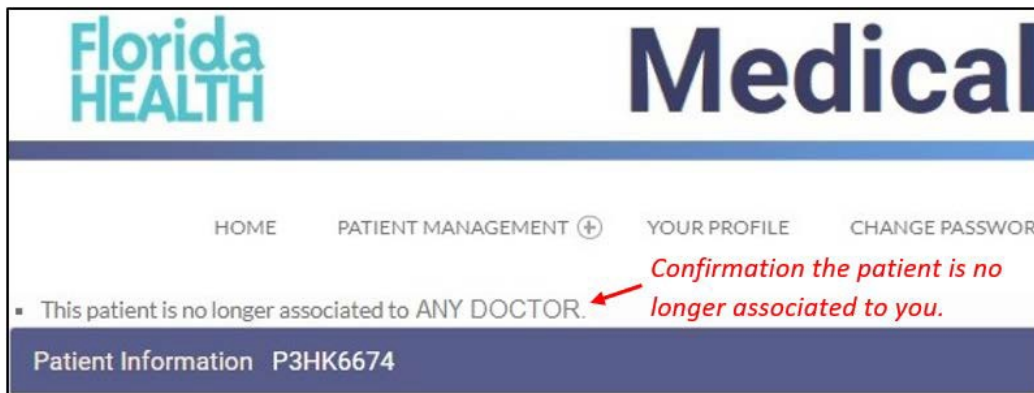 Florida
HEALTH
Medical
HOME PATIENT MANAGEMENT YOUR PROFILE CHANGE PASSWOR
Confirmation the patient is no
longer associated to you.
▪ This patient is no longer associated to ANY DOCTOR.
Patient Information P3HK6674